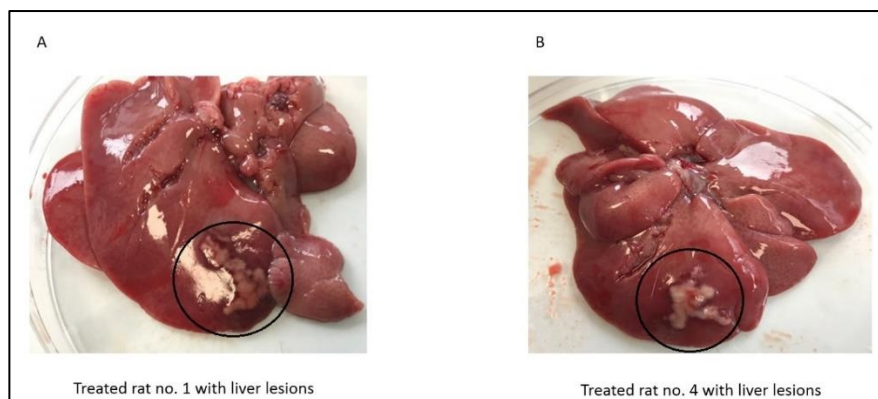 A
B
Treated rat no. 1 with liver lesions
Treated rat no. 4 with liver lesions